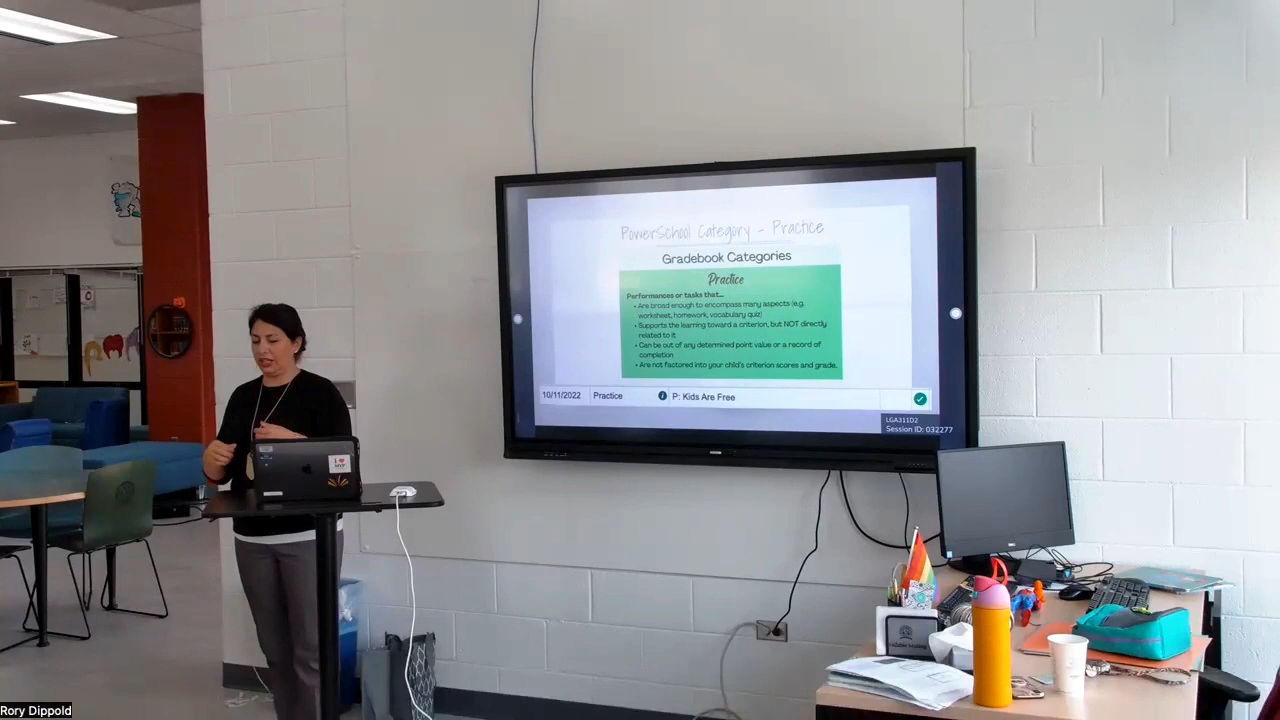 PowerSchool Category - Practice
Gradebook Categories
Practice
Performances or tasks that...
• Are broad enough to encompass many aspects (e.g.
worksheet, homework, vocabulary quiz)
• Supports the learning toward a criterion, but NOT directly
related to it
• Can be out of any determined point value or a record of
completion
• Are not factored into your child's criterion scores and grade.
10/11/2022 Practice P: Kids Are Free
LGA311D2
Session ID: 032277
I ♥
MVP
Rory Dippold